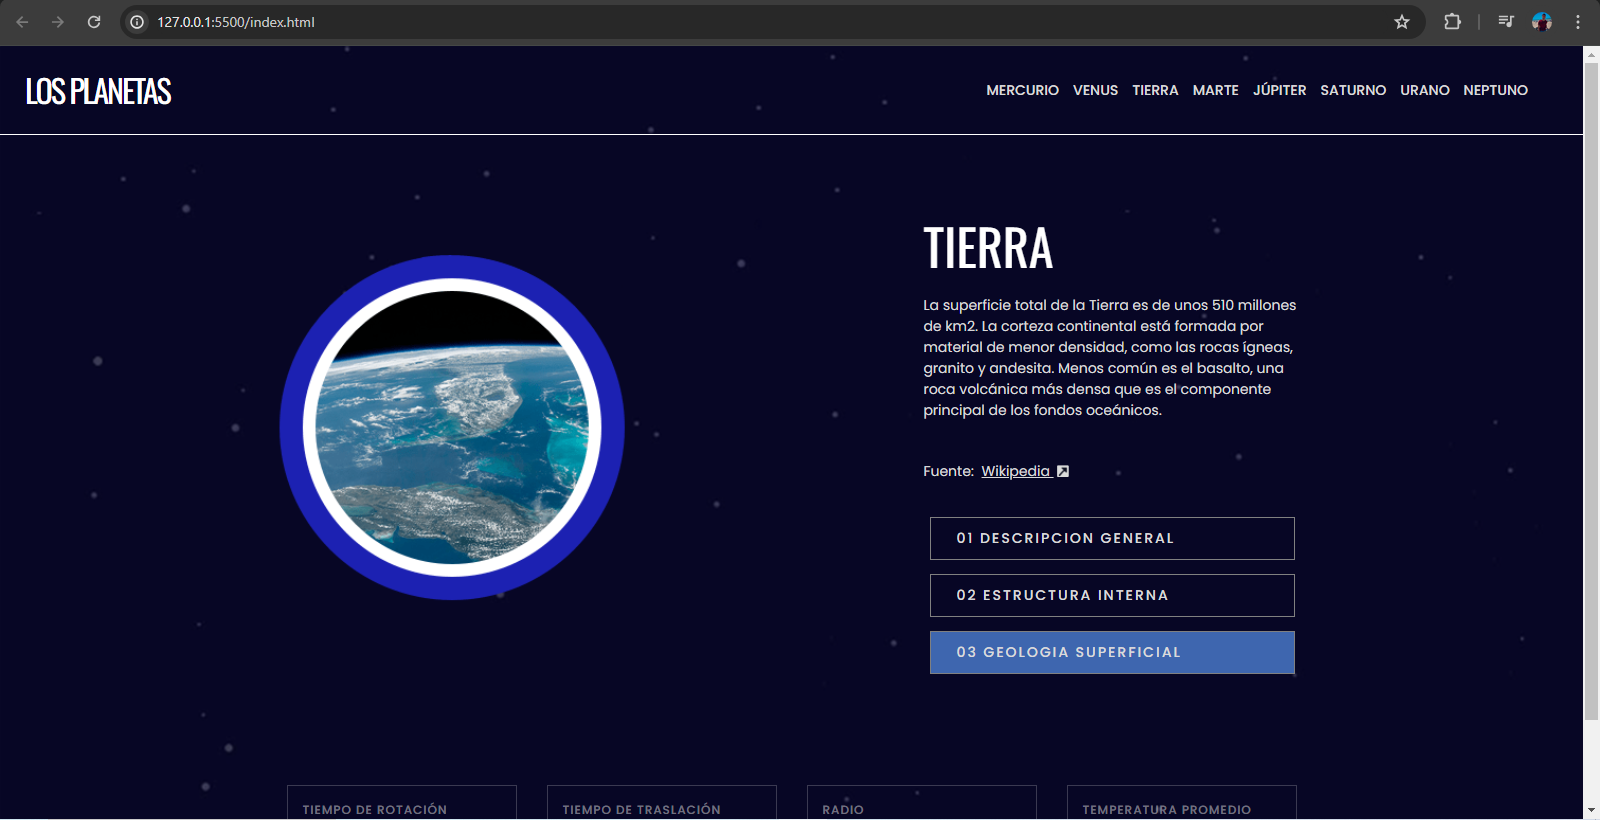 127.0.0.1:5500/index.html
LOS PLANETAS
MERCURIO VENUS TIERRA MARTE JÚPITER SATURNO URANO NEPTUNO
TIERRA
La superficie total de la Tierra es de unos 510 millones
de km2. La corteza continental está formada por
material de menor densidad, como las rocas ígneas,
granito y andesita. Menos común es el basalto, una
roca volcánica más densa que es el componente
principal de los fondos oceánicos.
Fuente: Wikipedia
01 DESCRIPCION GENERAL
02 ESTRUCTURA INTERNA
03 GEOLOGIA SUPERFICIAL
TIEMPO DE ROTACIÓN
TIEMPO DE TRASLACIÓN
RADIO
TEMPERATURA PROMEDIO